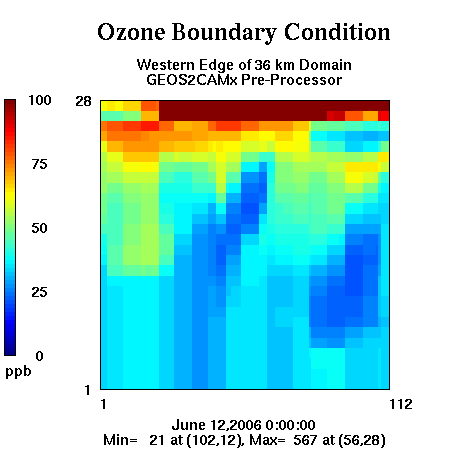 Ozone Boundary Condition
Western Edge of 36 km Domain
GEOS2CAMx Pre-Processor
100
75
50
25
0
ppb
28
1
1
112
June 12,2006 0:00:00
Min= 21 at (102,12), Max= 567 at (56,28)